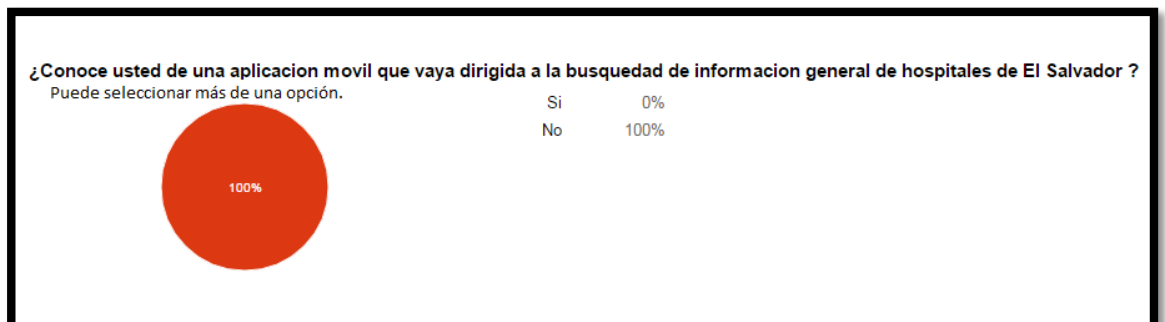 ¿Conoce usted de una aplicacion movil que vaya dirigida a la busquedad de informacion general de hospitales de El Salvador ?
Puede seleccionar más de una opción.
Si 0%
No 100%
100%